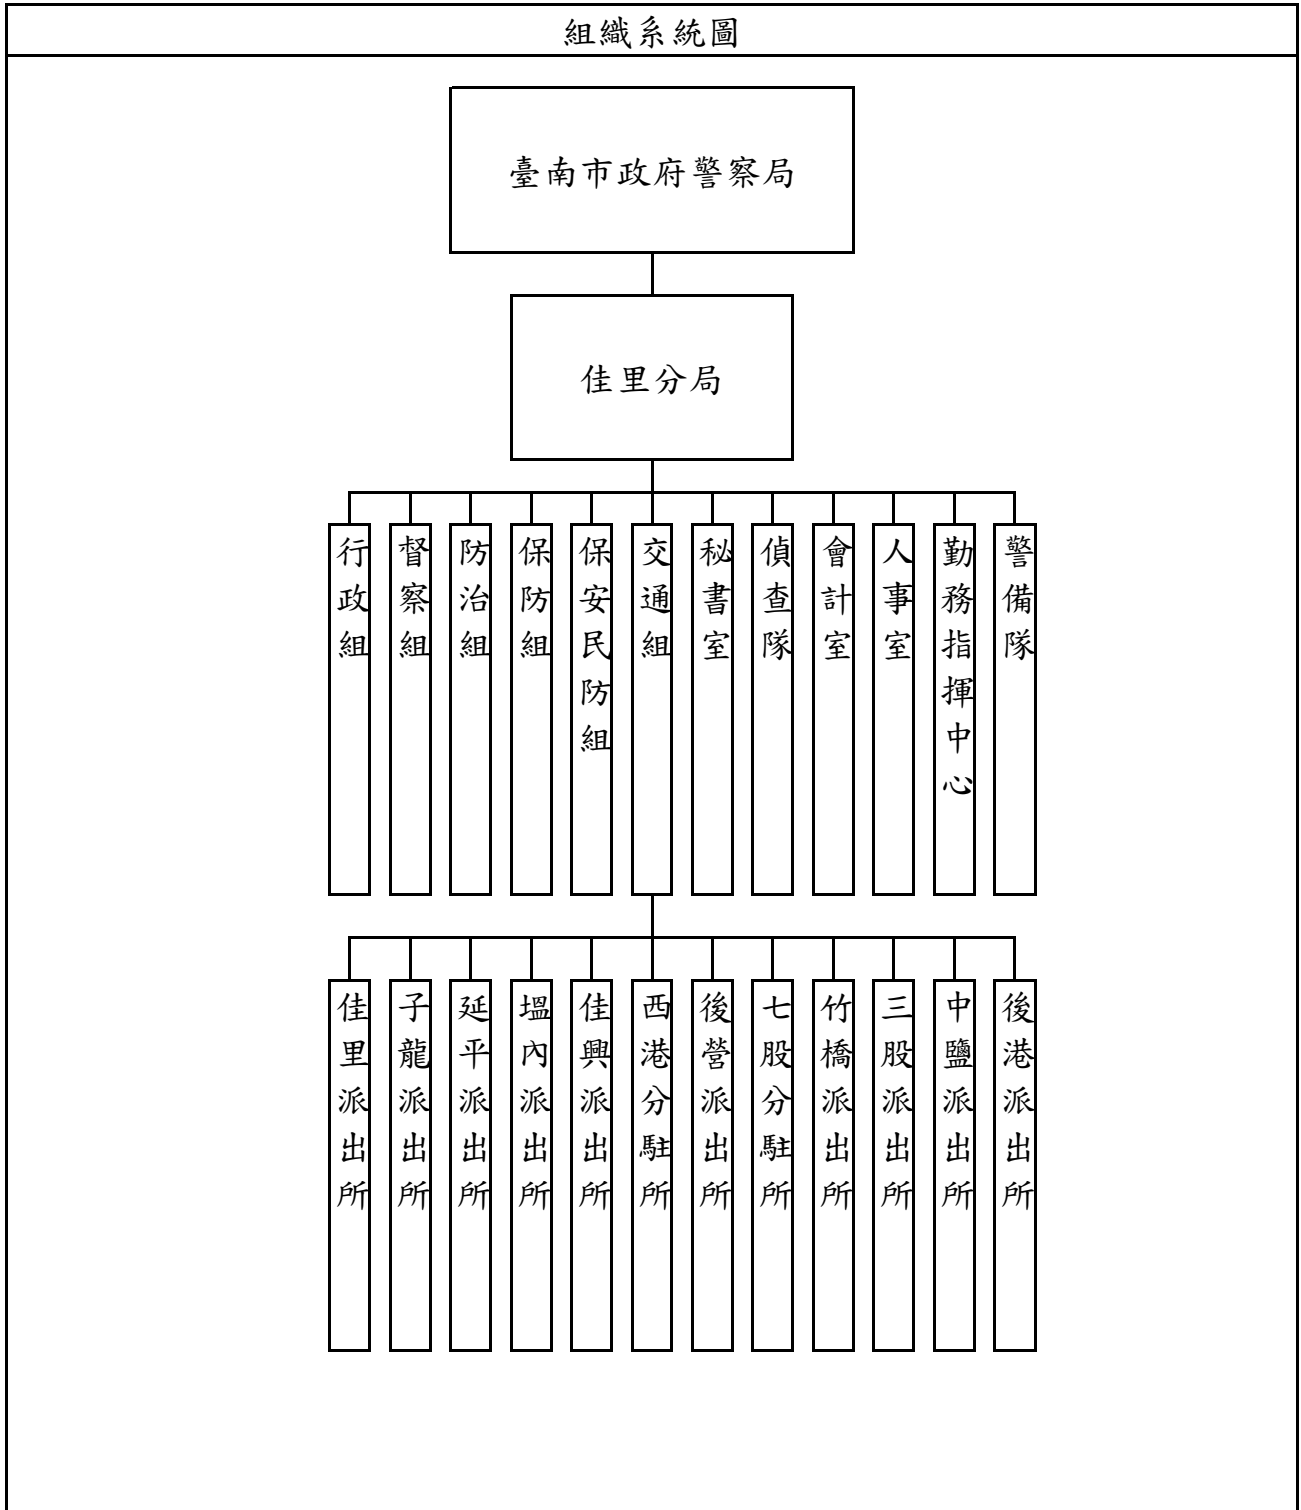 組織系統圖
臺南市政府警察局
佳里分局
行政組
督察組
防治組
保防組
保安民防組
交通組
秘書室
偵查隊
會計室
人事室
勤務指揮中心
警備隊
佳里派出所
子龍派出所
延平派出所
塭內派出所
佳興派出所
西港分駐所
後營派出所
七股分駐所
竹橋派出所
三股派出所
中鹽派出所
後港派出所